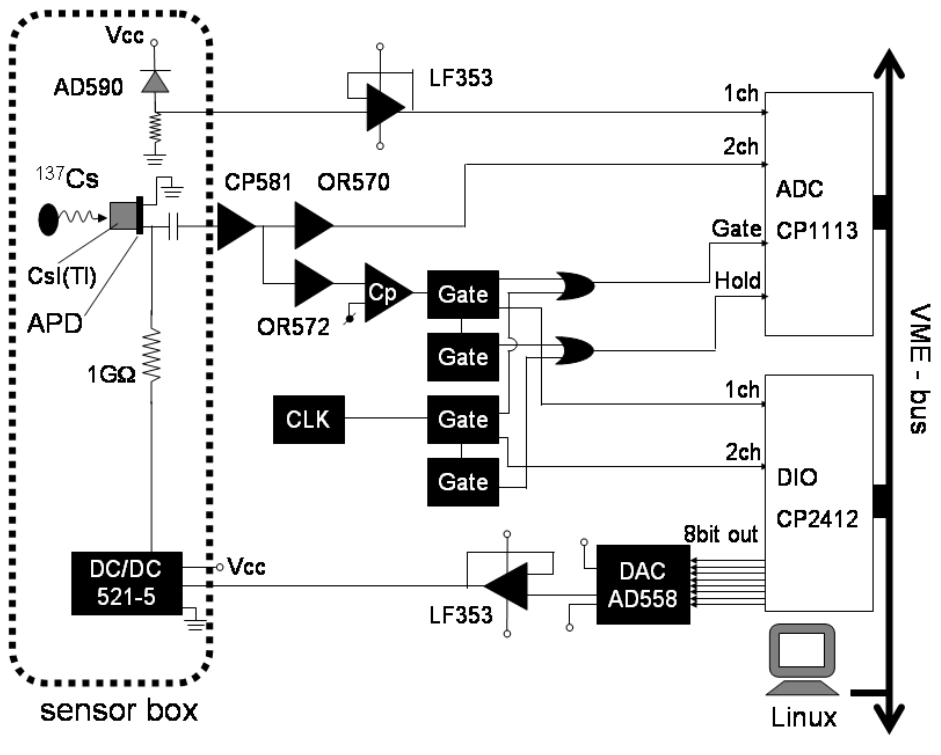 Vcc
AD590
LF353
1ch
2ch
ADC
CP1113
Gate
Hold
137Cs
CP581
OR570
CsI(Tl)
APD
OR572
Cp
Gate
Gate
1GΩ
CLK
Gate
Gate
1ch
2ch
DIO
CP2412
VME - bus
8bit out
DC/DC
521-5
Vcc
LF353
DAC
AD558
sensor box
Linux